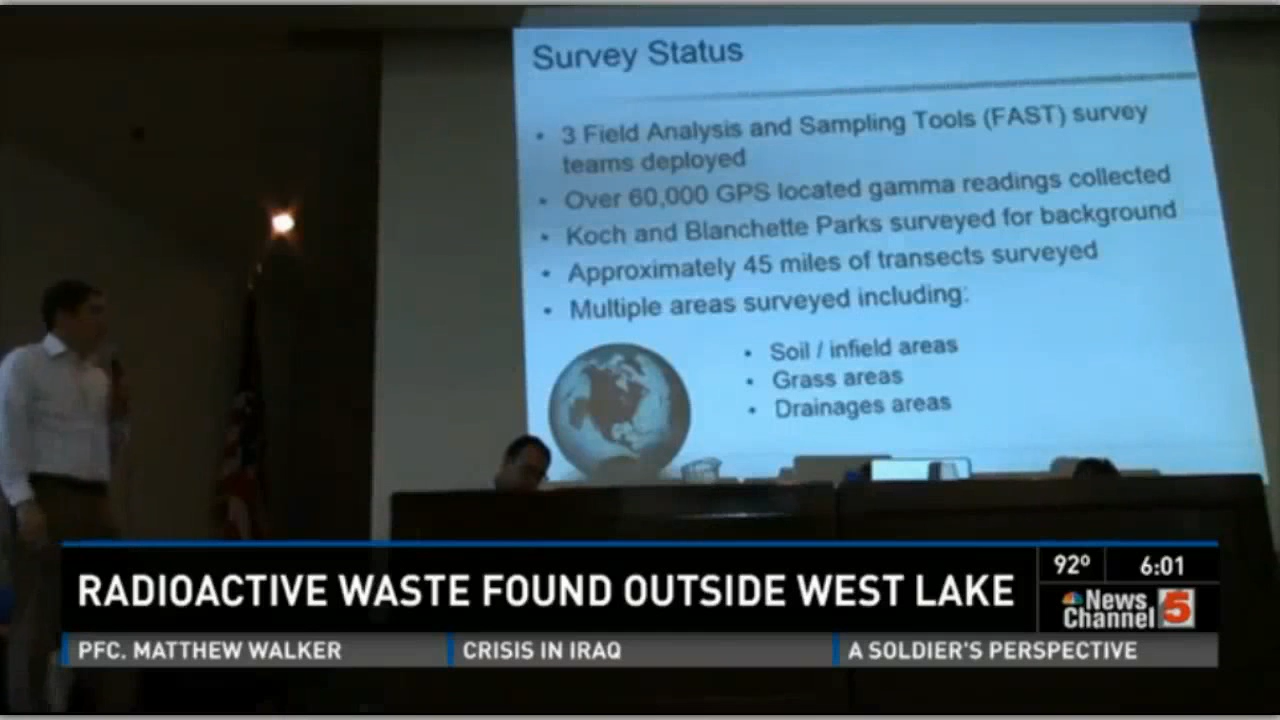 Survey Status
• 3 Field Analysis and Sampling Tools (FAST) survey
teams deployed
• Over 60,000 GPS located gamma readings collected
• Koch and Blanchette Parks surveyed for background
• Approximately 45 miles of transects surveyed
• Multiple areas surveyed including:
• Soil / infield areas
• Grass areas
• Drainages areas
RADIOACTIVE WASTE FOUND OUTSIDE WEST LAKE
92º 6:01
News
Channel 5
PFC. MATTHEW WALKER CRISIS IN IRAQ A SOLDIER'S PERSPECTIVE